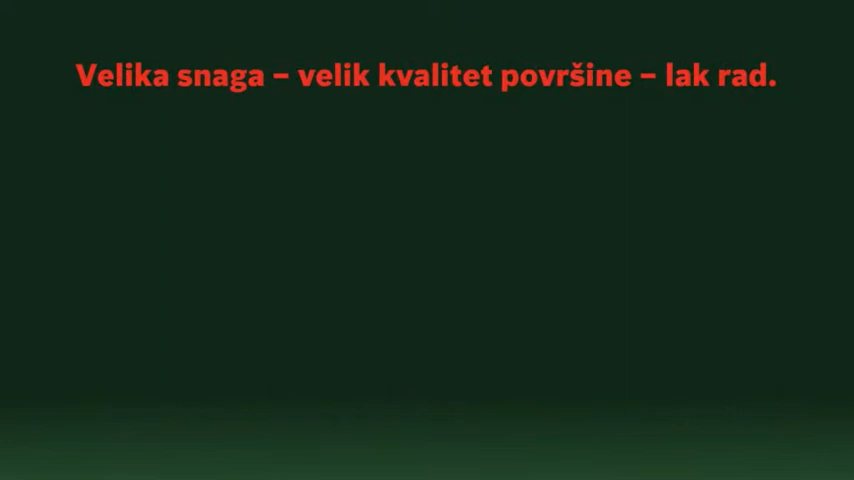 Velika snaga – velik kvalitet površine – lak rad.